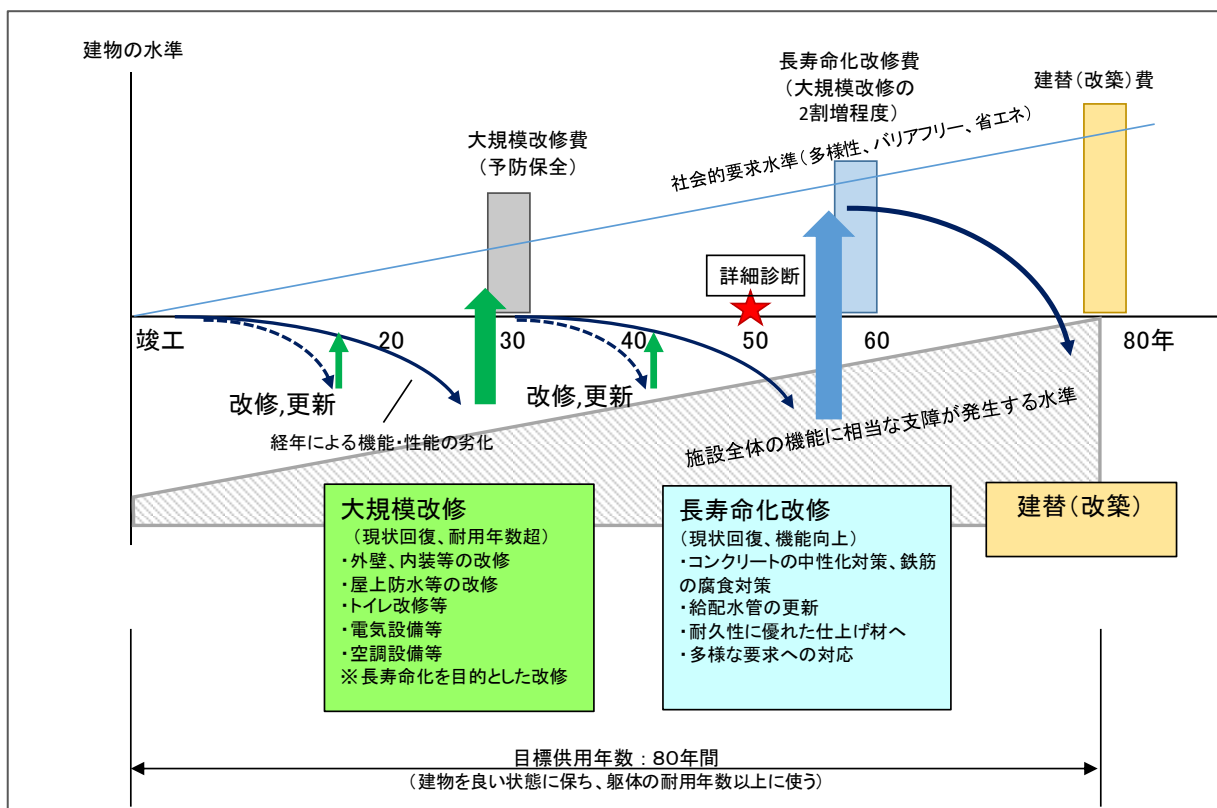 建物の水準
長寿命化改修費
(大規模改修の
2割増程度)
建替(改築)費
大規模改修費
(予防保全)
社会的要求水準(多様性、バリアフリー、省エネ)
詳細診断
竣工
20
30
40
50
60
80年
改修,更新
改修,更新
経年による機能・性能の劣化
施設全体の機能に相当な支障が発生する水準
大規模改修
(現状回復、耐用年数超)
・外壁、内装等の改修
・屋上防水等の改修
・トイレ改修等
・電気設備等
・空調設備等
※長寿命化を目的とした改修
長寿命化改修
(現状回復、機能向上)
・コンクリートの中性化対策、鉄筋
の腐食対策
・給配水管の更新
・耐久性に優れた仕上げ材へ
・多様な要求への対応
建替(改築)
目標供用年数:80年間
(建物を良い状態に保ち、躯体の耐用年数以上に使う)